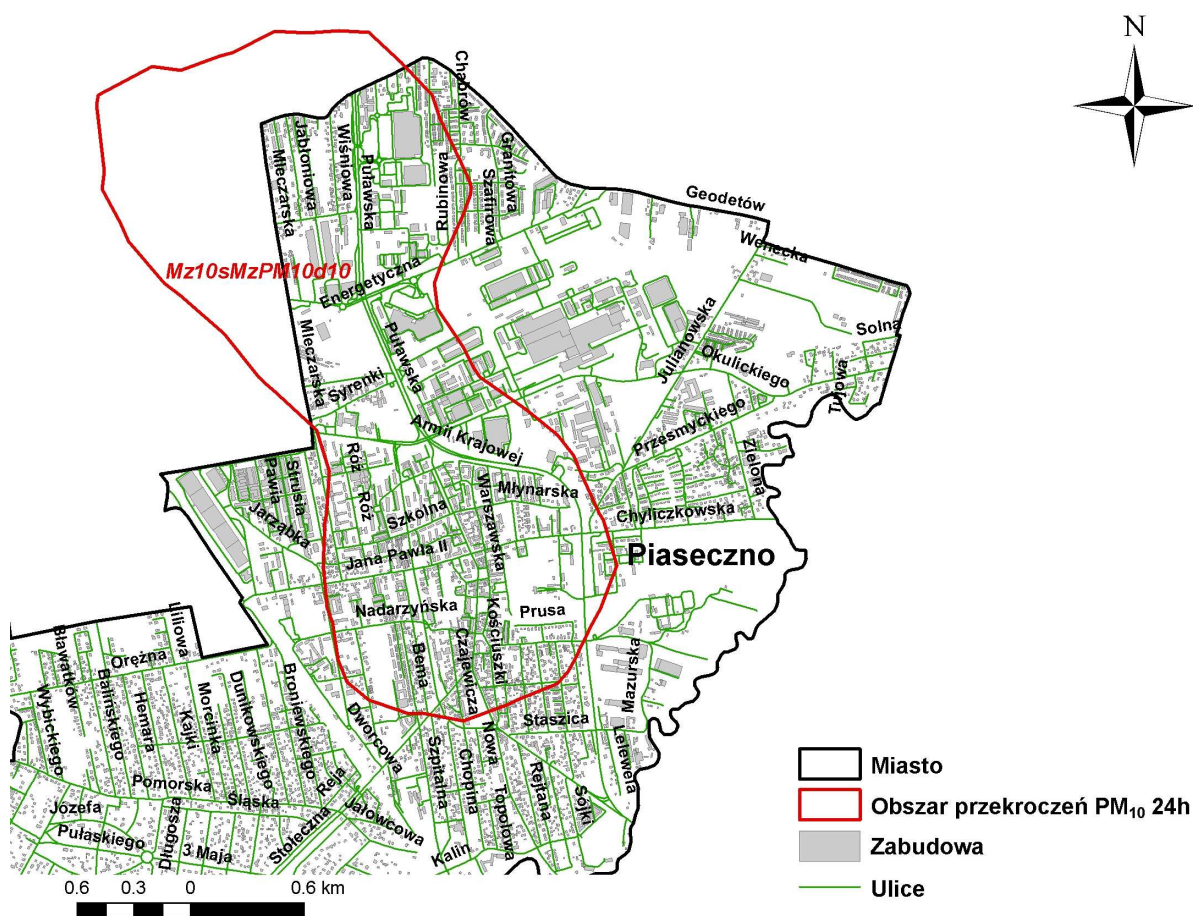 N
Chabrów
Jabłoniowa
Mleczarska
Wiśniowa
Puławska
Rubinowa
Szafirowa
Granitowa
Geodetów
Wenecka
Mz10sMzPM10d10
Energetyczna
Solna
Mleczarska
Syrenki
Puławska
Julianowska
Okulickiego
Tujowa
Armii Krajowej
Przesmyckiego
Zielona
Pawia
Strusia
Jarząbka
Róż
Róż
Szkolna
Warszawska
Młynarska
Chyliczkowska
Jana Pawła II
Piaseczno
Nadarzyńska
Kościuszki
Prusa
Liliowa
Bławatków
Orężna
Wybickiego
Balińskiego
Hemara
Kajki
Morcinka
Dunikowskiego
Broniewskiego
Dworcowa
Bema
Czajewicza
Mazurska
Staszica
Nowa
Lelewela
Szpitalna
Chopina
Topolowa
Rejtana
Sójki
Pomorska
Śląska
Reja
Jałowcowa
Józefa
Pułaskiego
Długosza
3 Maja
Stołeczna
Kalin
Miasto
Obszar przekroczeń PM₁₀ 24h
Zabudowa
Ulice
0.6 0.3 0 0.6 km